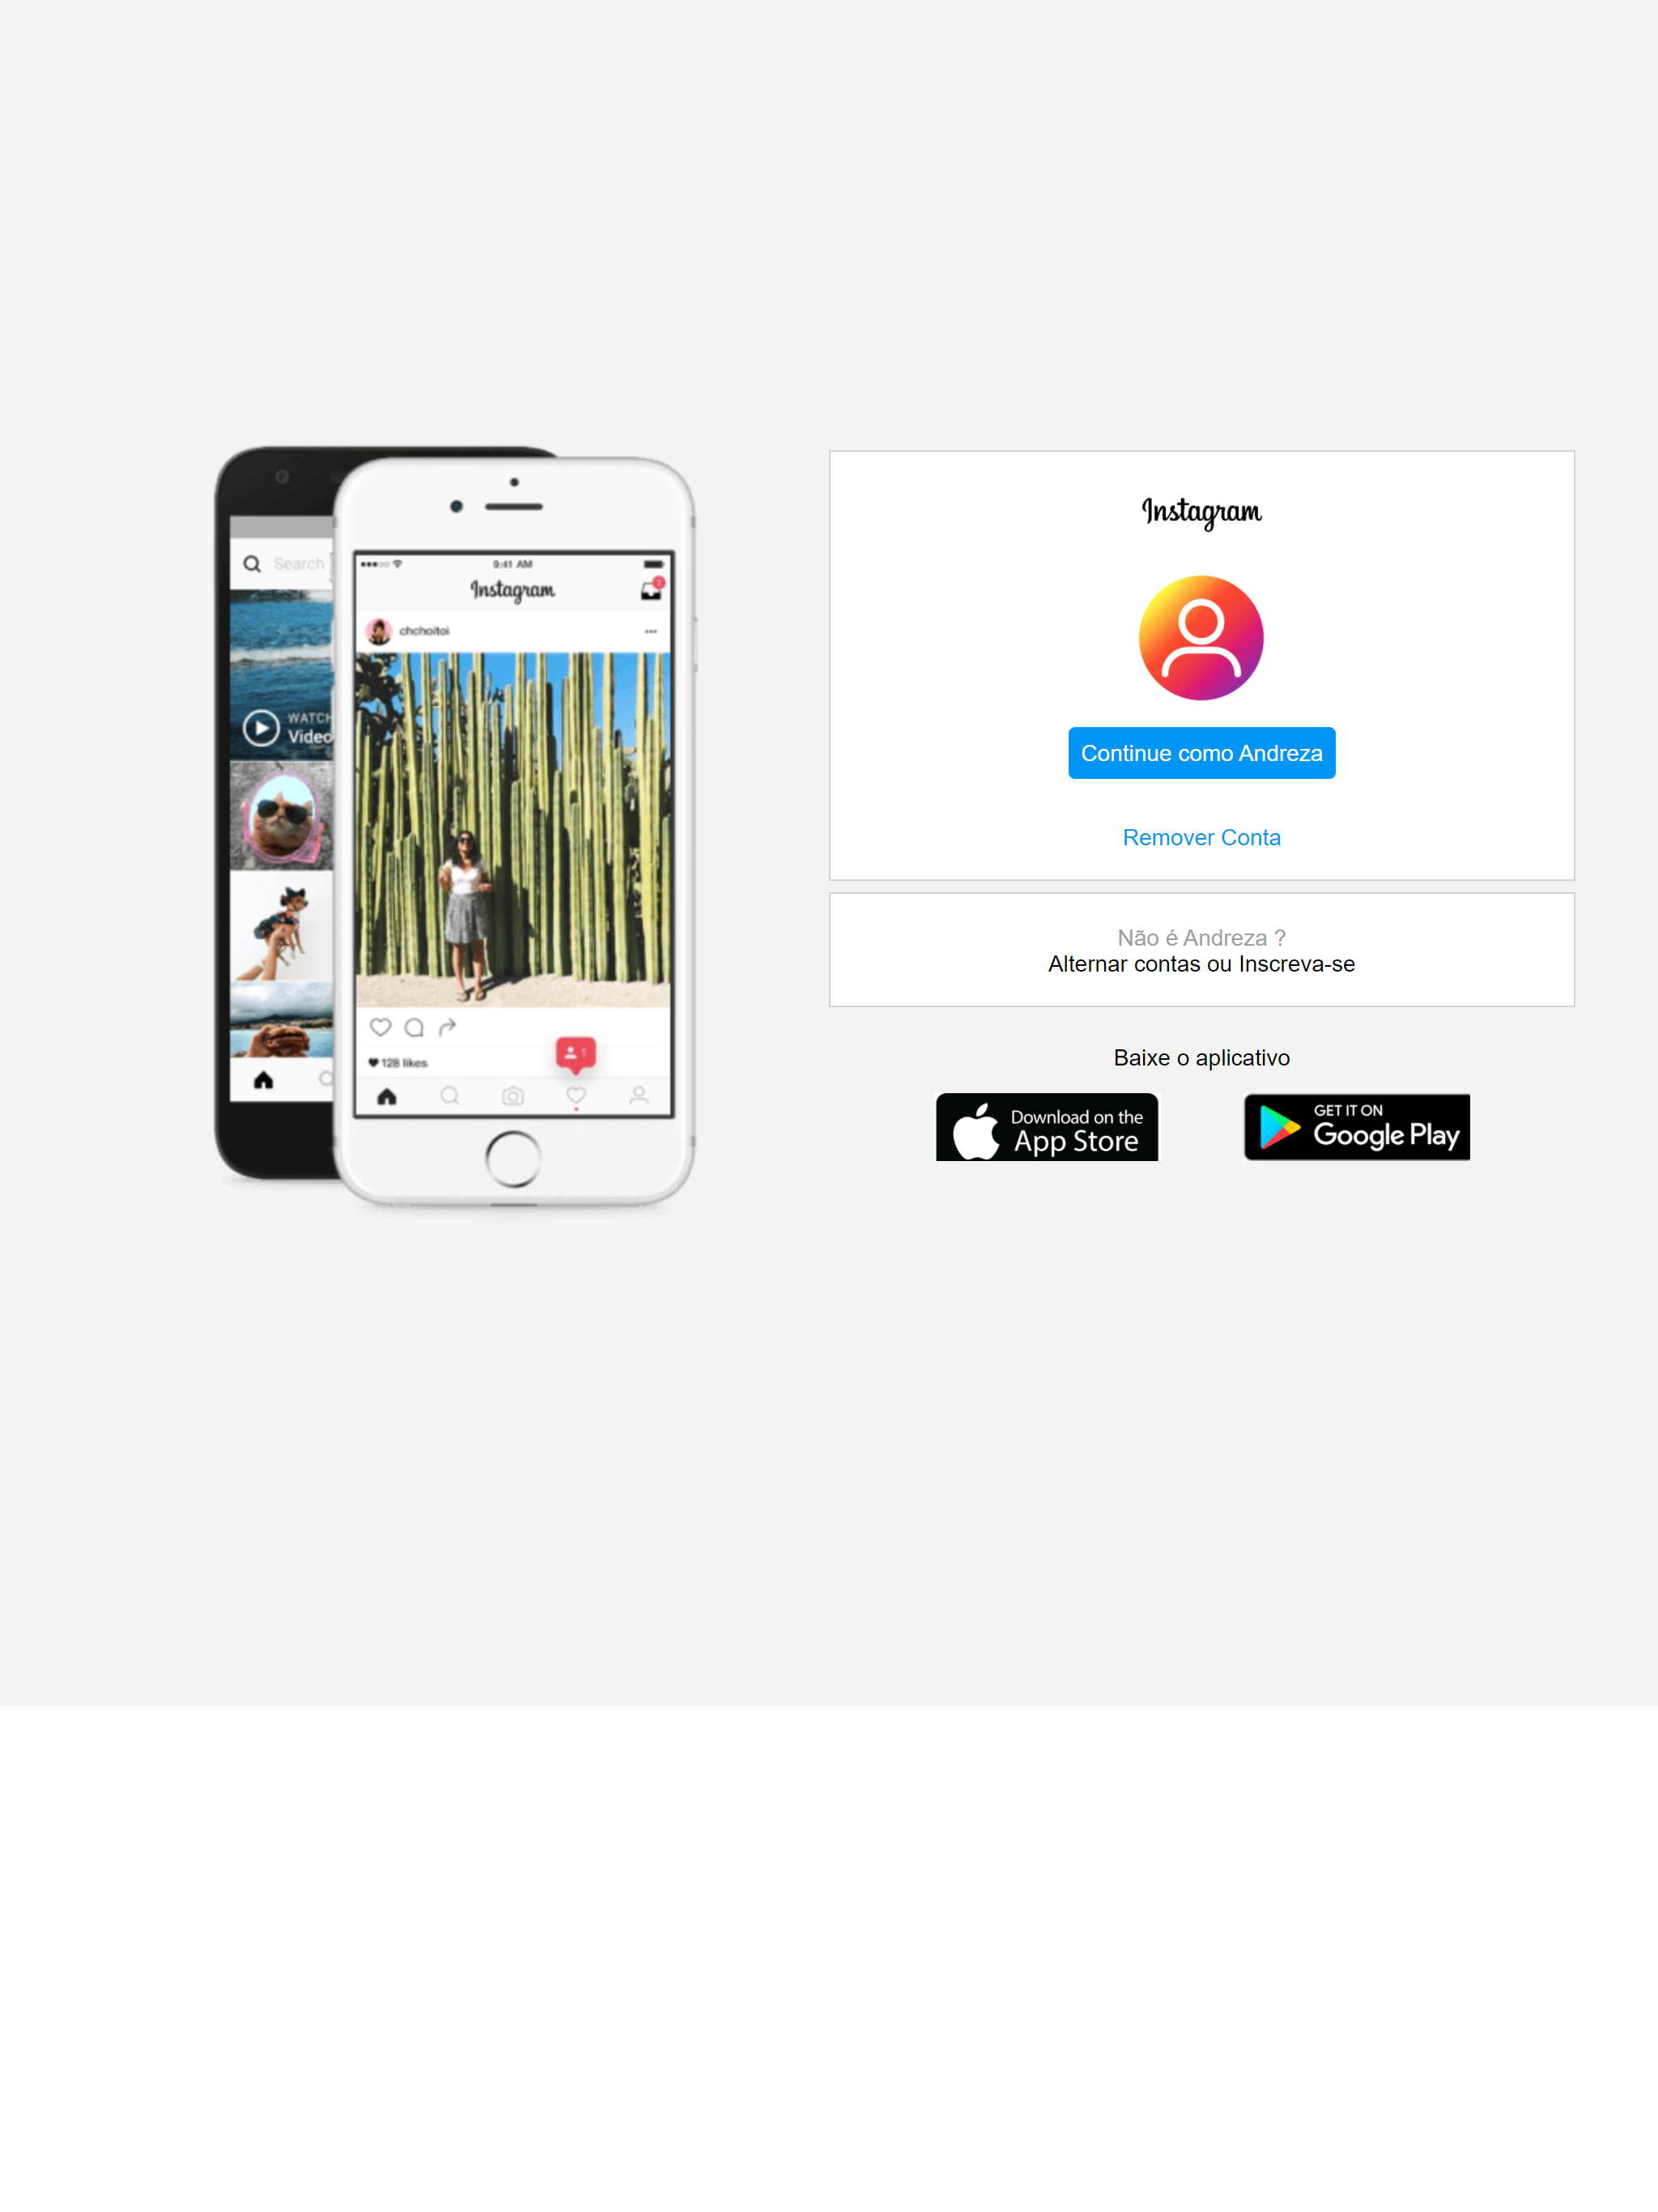 Search
WATCH
Video
9:41 AM
Instagram
2
chchoitoi
128 likes
1
Instagram
Continue como Andreza
Remover Conta
Não é Andreza ?
Alternar contas ou Inscreva-se
Baixe o aplicativo
Download on the
App Store
GET IT ON
Google Play